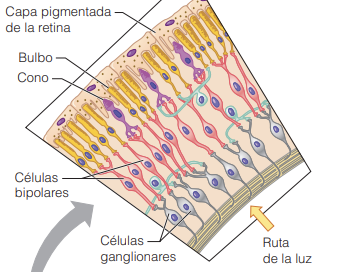 Capa pigmentada
de la retina
Bulbo
Cono
Células
bipolares
Células
ganglionares
Ruta
de la luz